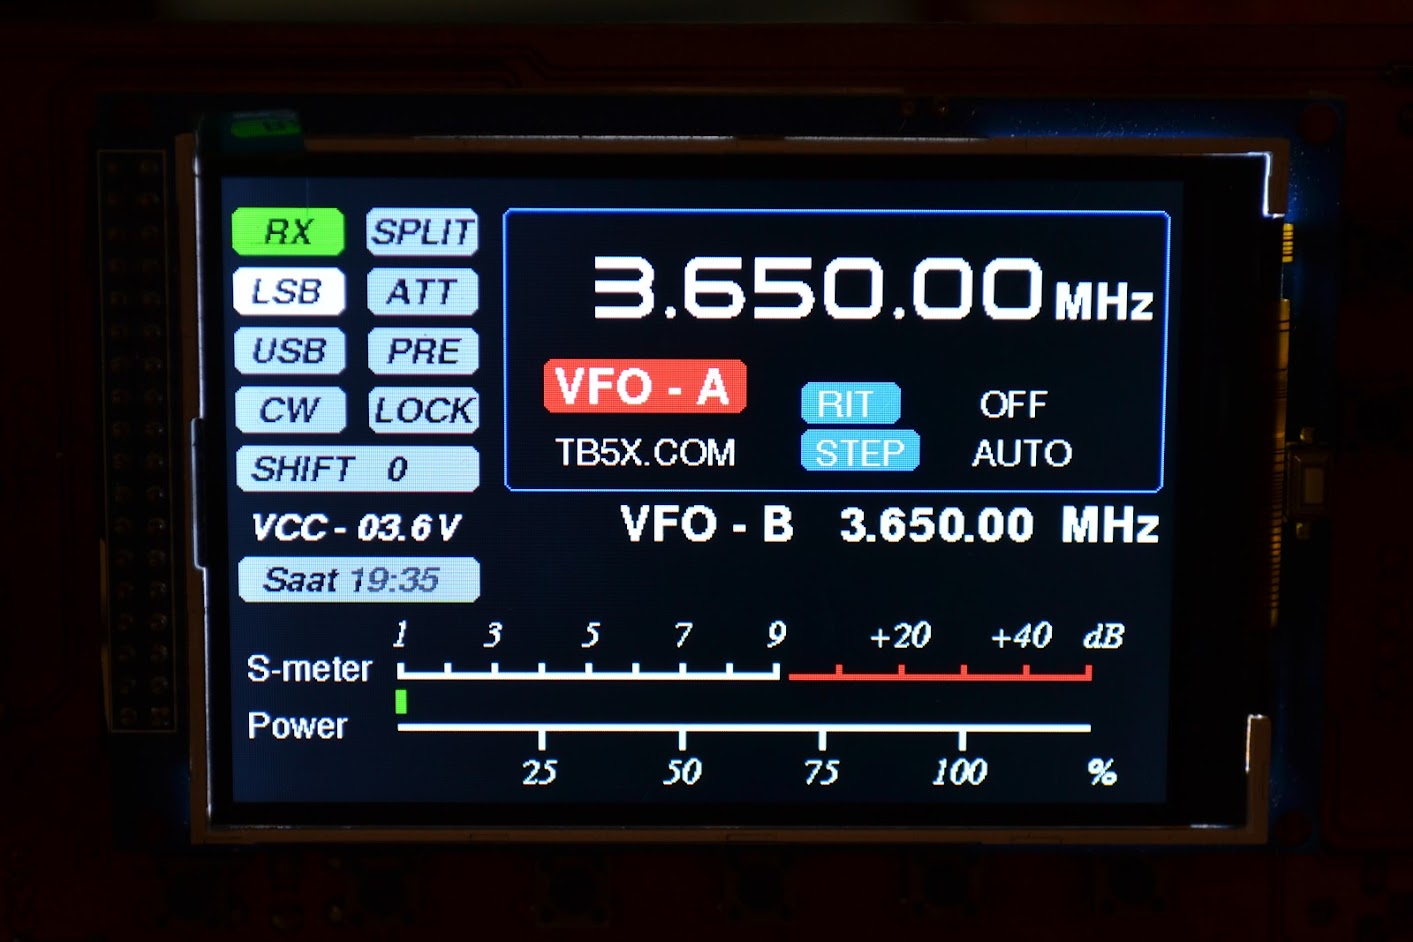 RX SPLIT
LSB ATT
USB PRE
CW LOCK
SHIFT 0
VCC - 03.6 V
Saat 19:35
3.650.00 MHz
VFO - A
RIT OFF
TB5X.COM
STEP AUTO
VFO - B 3.650.00 MHz
1 3 5 7 9 +20 +40 dB
S-meter
Power
25 50 75 100 %